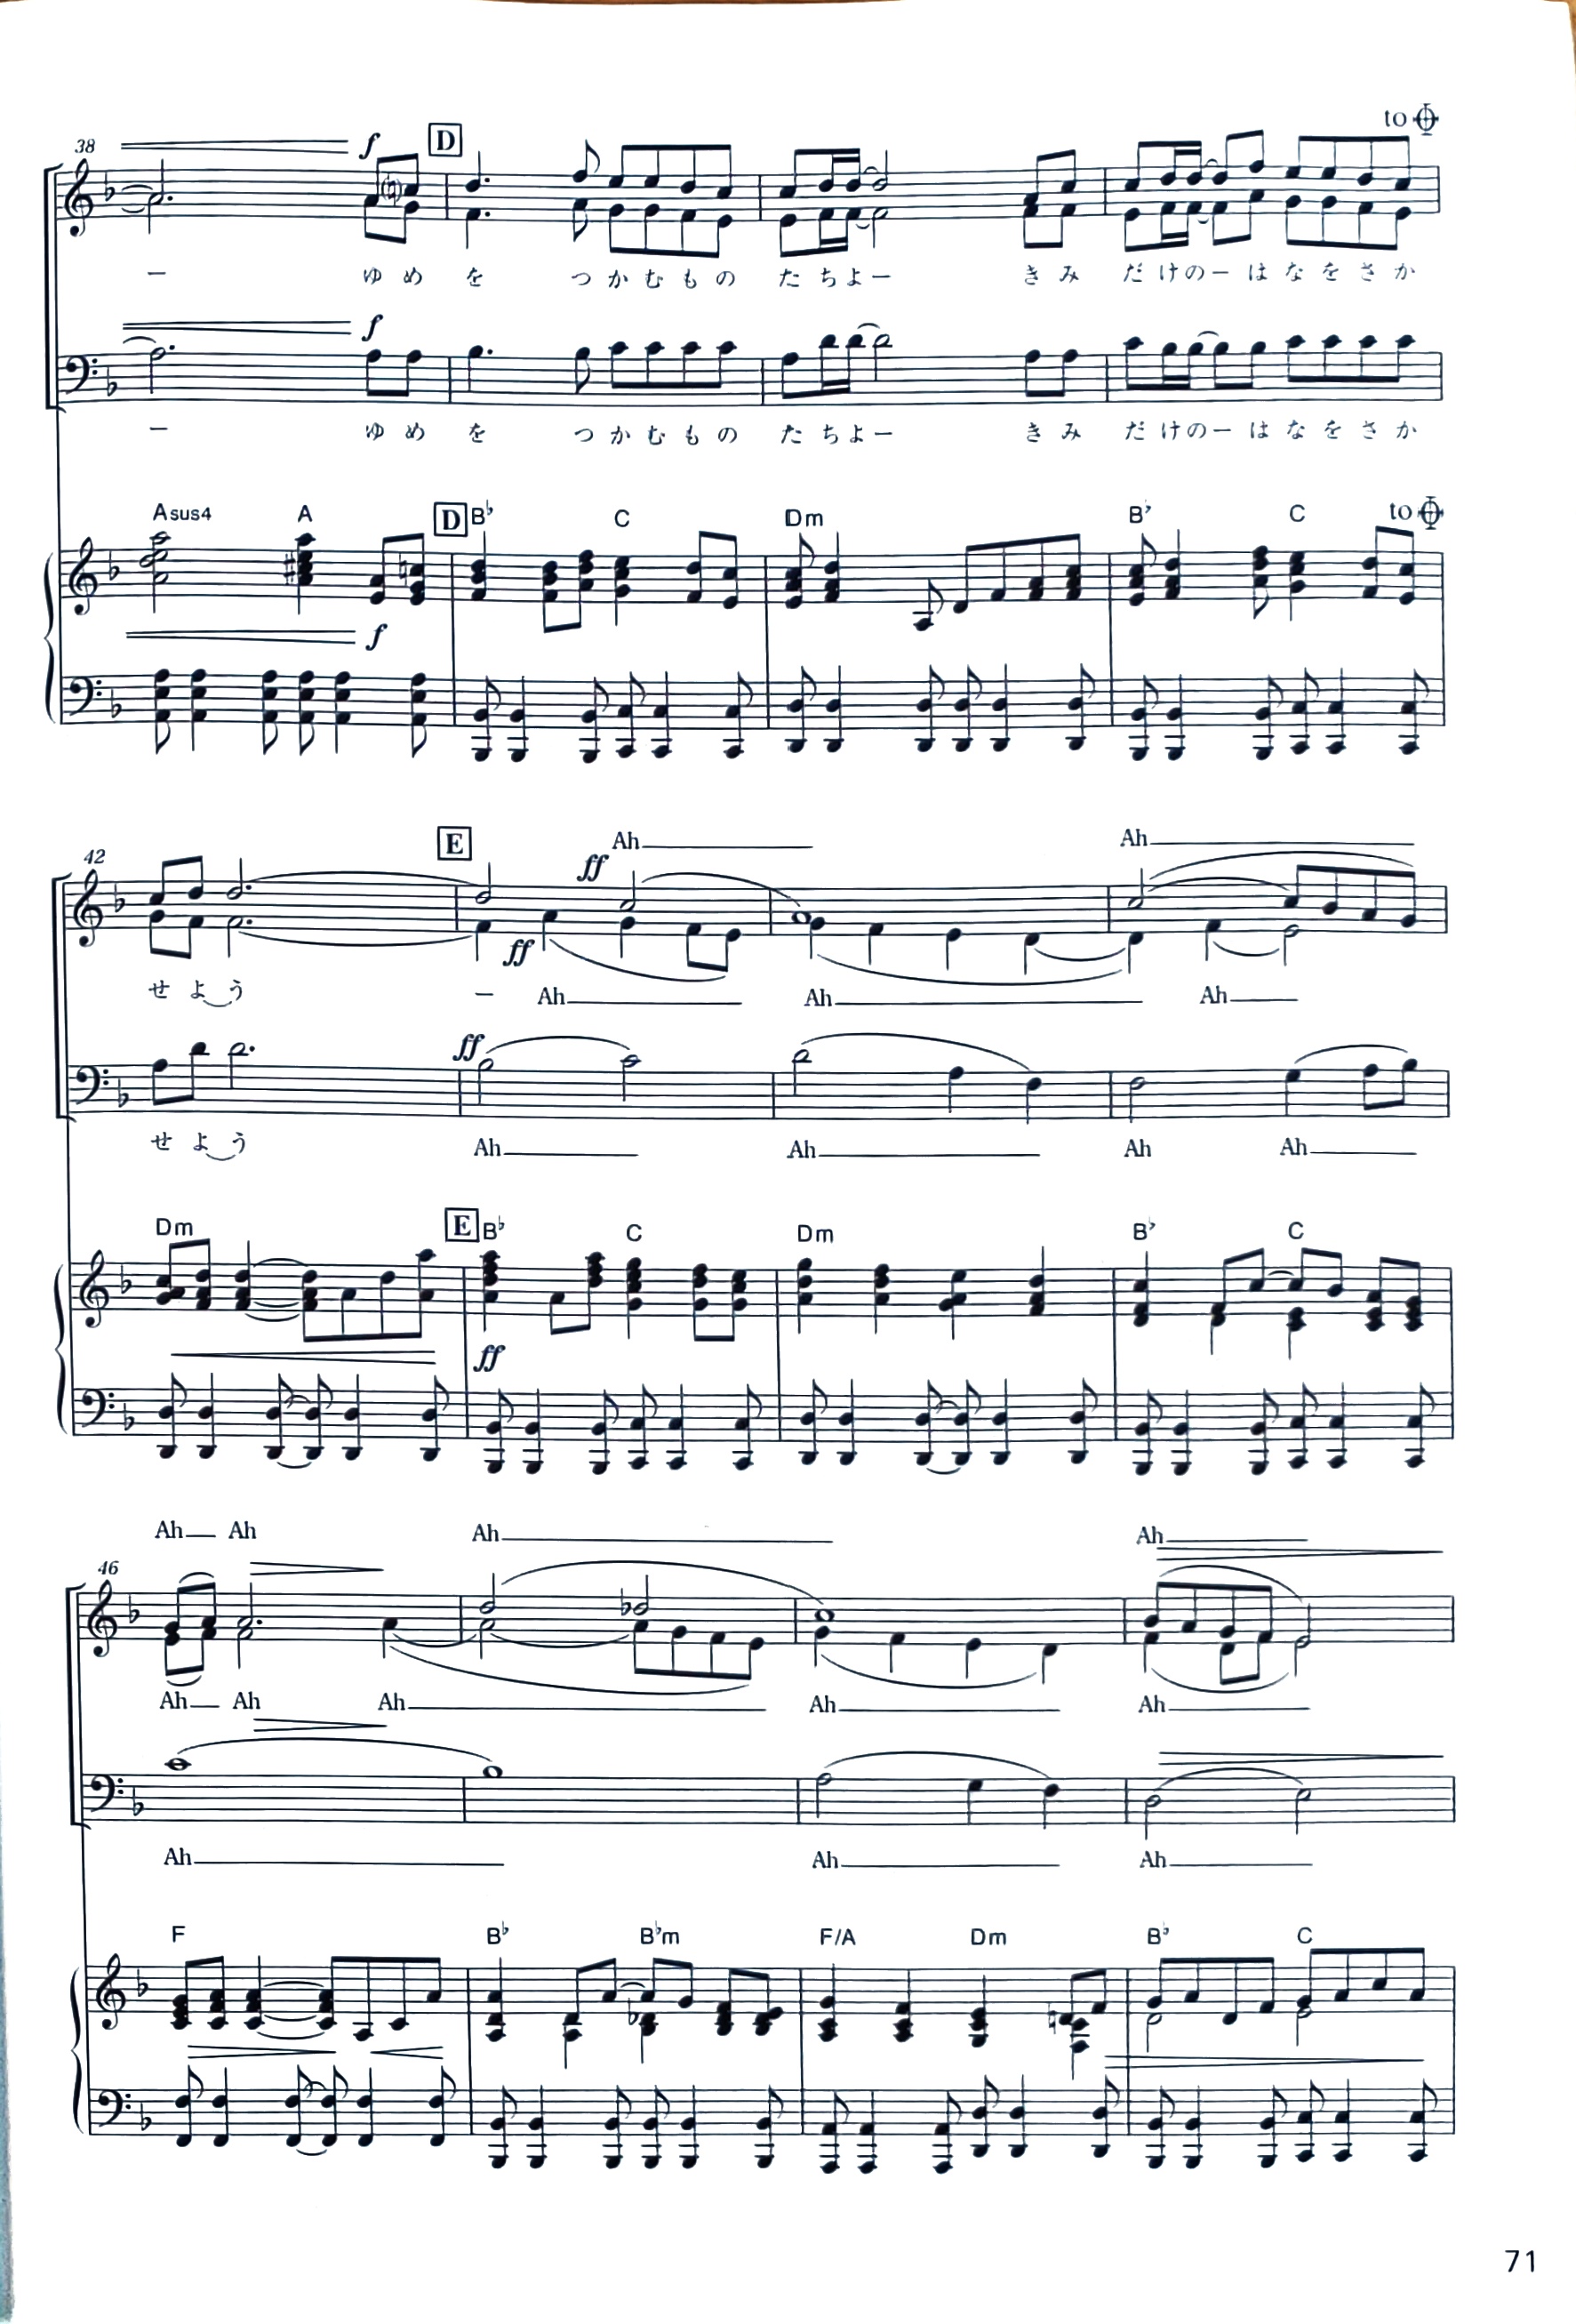 to
38 f D
ー ゆ め を つ か む も の た ち よ ー き み だ け の ー は な を さ か
f
ー ゆ め を つ か む も の た ち よ ー き み だ け の ー は な を さ か
Asus4 A D B♭ C Dm B♭ C to
f
42 E ff Ah Ah
ff
せ よ う ー Ah Ah Ah
ff
せ よ う Ah Ah Ah Ah
Dm E B♭ C Dm B♭ C
ff
Ah Ah Ah Ah
46
Ah Ah Ah Ah Ah
Ah Ah Ah
F B♭ B♭m F/A Dm B♭ C
71